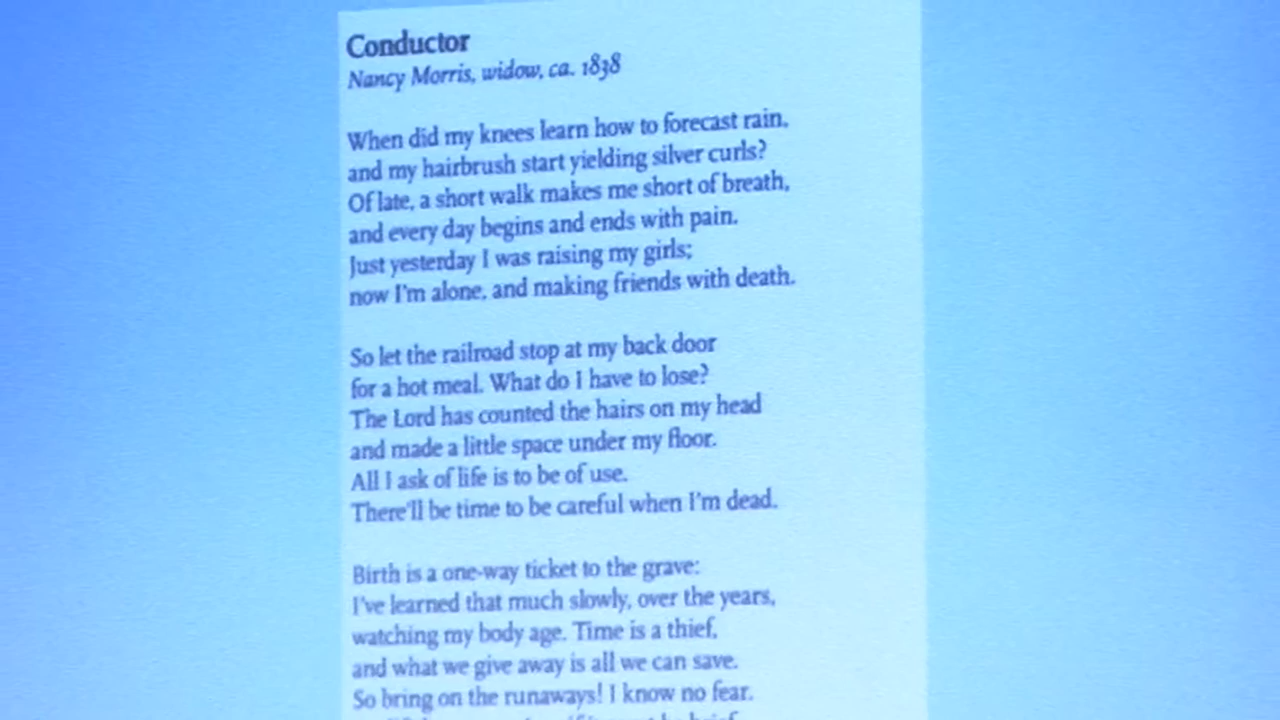 Conductor
Nancy Morris, widow, ca. 1838
When did my knees learn how to forecast rain,
and my hairbrush start yielding silver curls?
Of late, a short walk makes me short of breath,
and every day begins and ends with pain.
Just yesterday I was raising my girls;
now I'm alone, and making friends with death.
So let the railroad stop at my back door
for a hot meal. What do I have to lose?
The Lord has counted the hairs on my head
and made a little space under my floor.
All I ask of life is to be of use.
There'll be time to be careful when I'm dead.
Birth is a one-way ticket to the grave:
I've learned that much slowly, over the years,
watching my body age. Time is a thief,
and what we give away is all we can save.
So bring on the runaways! I know no fear.